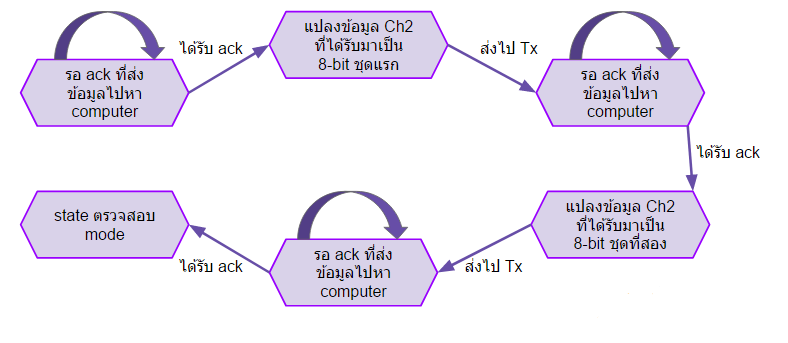 รอ ack ที่ส่ง
ข้อมูลไปหา
computer
ได้รับ ack
แปลงข้อมูล Ch2
ที่ได้รับมาเป็น
8-bit ชุดแรก
ส่งไป Tx
รอ ack ที่ส่ง
ข้อมูลไปหา
computer
ได้รับ ack
แปลงข้อมูล Ch2
ที่ได้รับมาเป็น
8-bit ชุดที่สอง
ส่งไป Tx
รอ ack ที่ส่ง
ข้อมูลไปหา
computer
ได้รับ ack
state ตรวจสอบ
mode